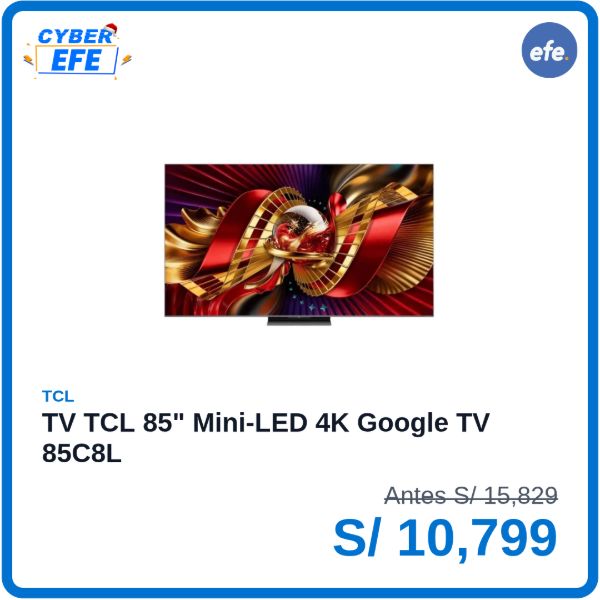 CYBER
EFE
efe.
TCL
TV TCL 85" Mini-LED 4K Google TV
85C8L
Antes S/ 15,829
S/ 10,799